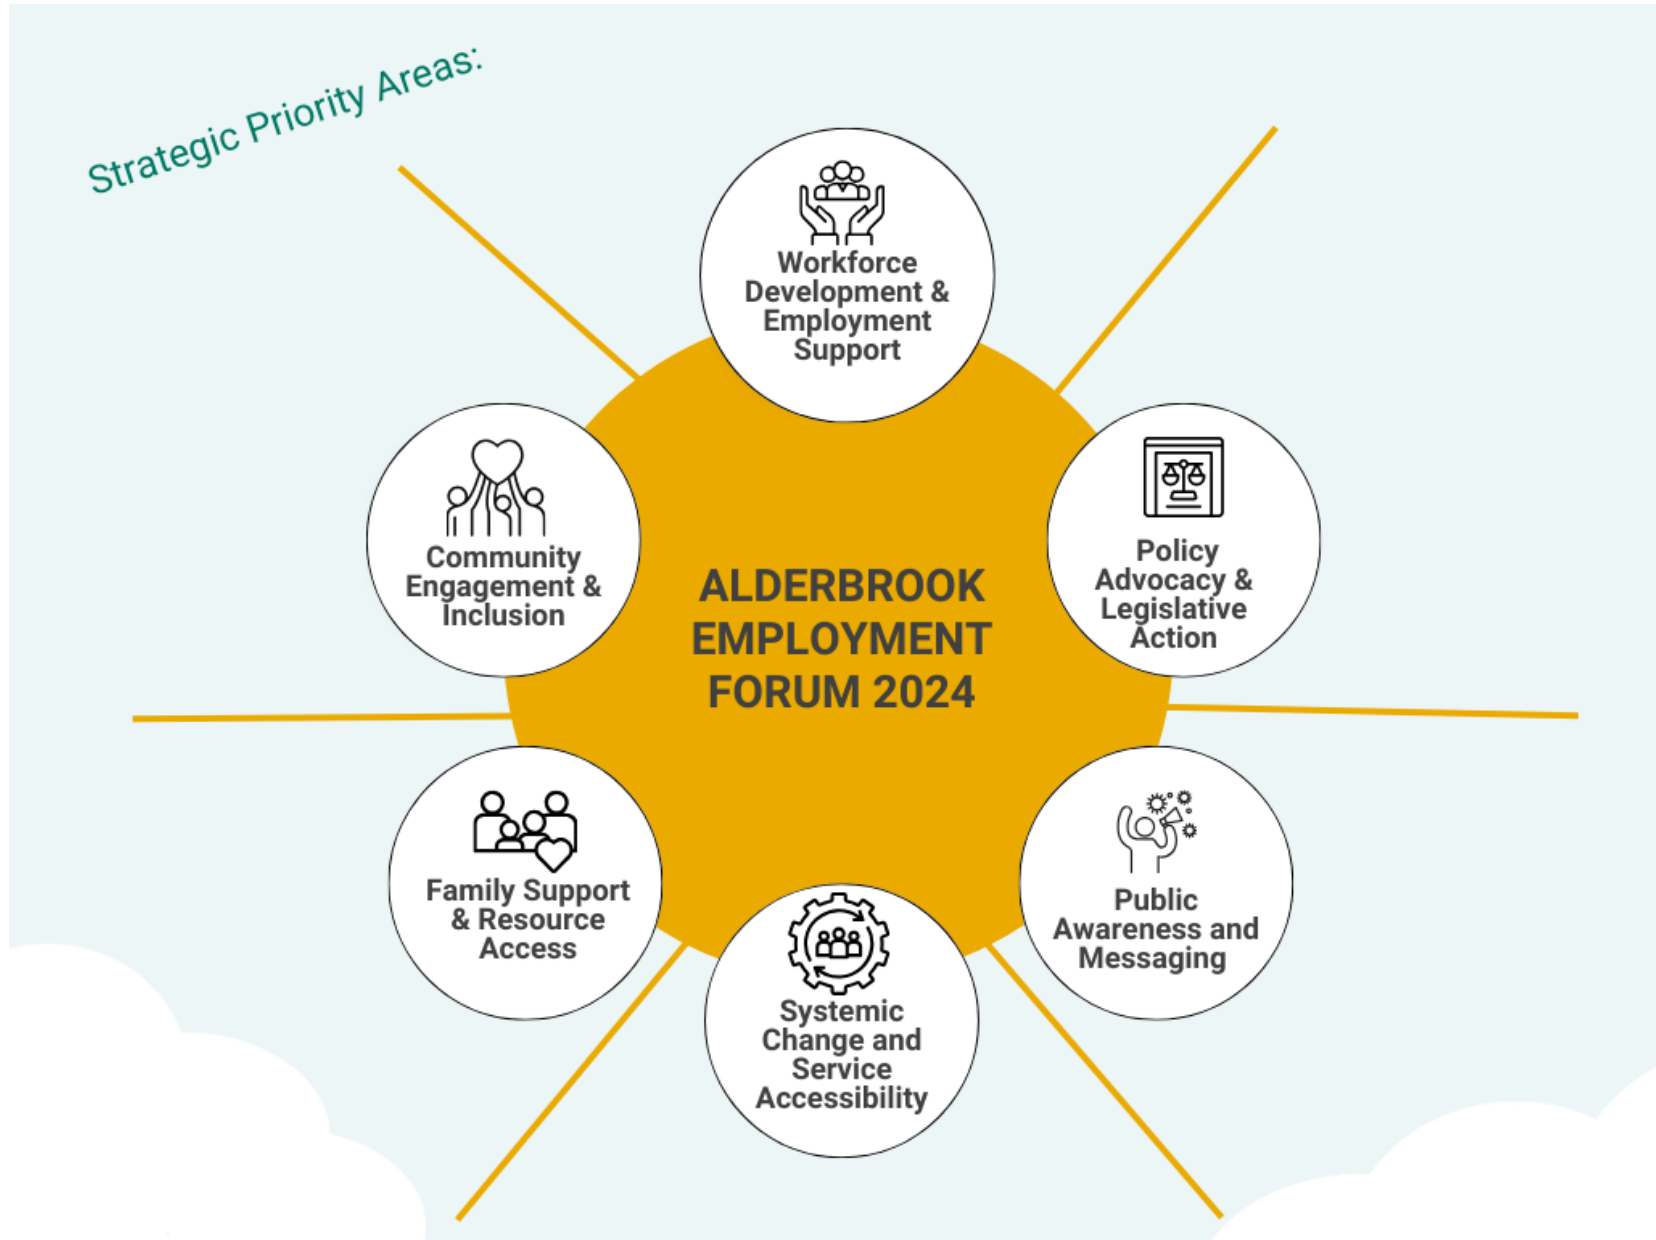 Strategic Priority Areas:
Workforce
Development &
Employment
Support
Community
Engagement &
Inclusion
Policy
Advocacy &
Legislative
Action
ALDERBROOK
EMPLOYMENT
FORUM 2024
Family Support
& Resource
Access
Public
Awareness and
Messaging
Systemic
Change and
Service
Accessibility